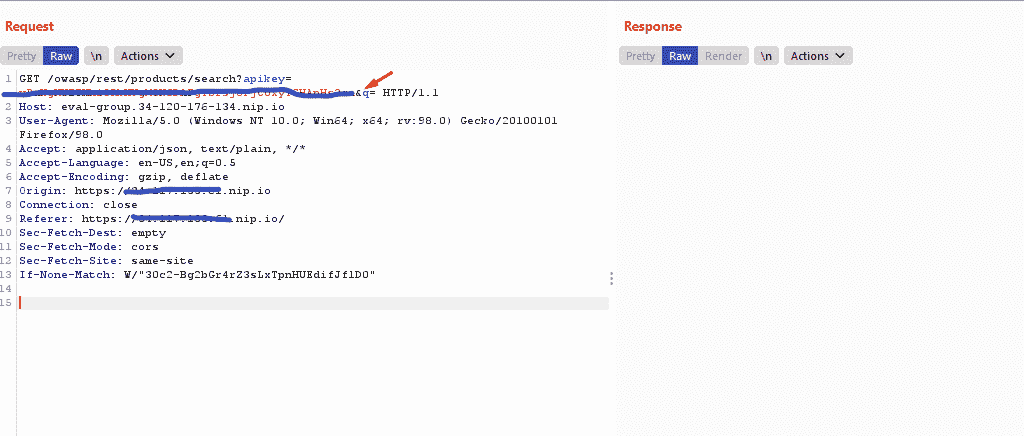 Request
Response
Pretty Raw \n Actions
Pretty Raw Render \n Actions
1 GET /owasp/rest/products/search?apikey=
&q= HTTP/1.1
2 Host: eval-group.34-120-176-134.nip.io
3 User-Agent: Mozilla/5.0 (Windows NT 10.0; Win64; x64; rv:98.0) Gecko/20100101
Firefox/98.0
4 Accept: application/json, text/plain, */*
5 Accept-Language: en-US,en;q=0.5
6 Accept-Encoding: gzip, deflate
7 Origin: https:/ .nip.io
8 Connection: close
9 Referer: https:/ .nip.io/
10 Sec-Fetch-Dest: empty
11 Sec-Fetch-Mode: cors
12 Sec-Fetch-Site: same-site
13 If-None-Match: W/"30c2-Bg2bGr4rZ3sLxTpnHUEdifJf1D0"
14
15